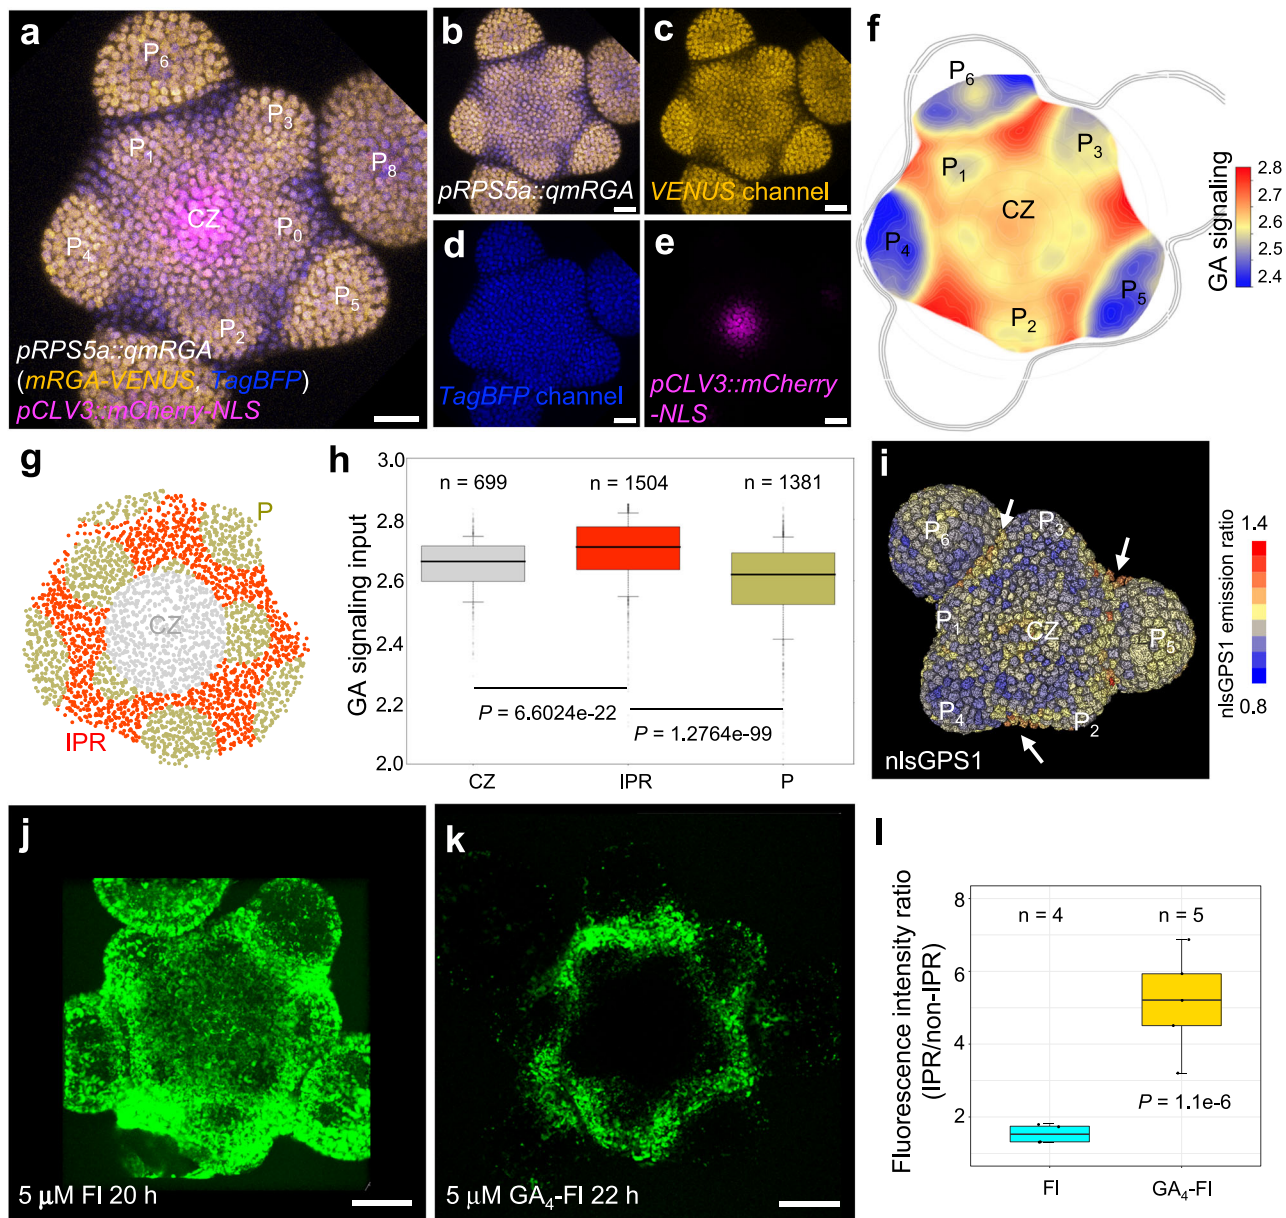 a
P6
P3
P1
P8
CZ
P0
P4
P5
P2
pRPS5a::qmRGA
(mRGA-VENUS, TagBFP)
pCLV3::mCherry-NLS
b
pRPS5a::qmRGA
c
VENUS channel
d
TagBFP channel
e
pCLV3::mCherry
-NLS
f
P6
P3
P1
CZ
P4
P5
P2
GA signaling
2.8
2.7
2.6
2.5
2.4
g
P
CZ
IPR
h
GA signaling input
3.0
2.8
2.6
2.4
2.2
2.0
n = 699
n = 1504
n = 1381
P = 6.6024e-22
P = 1.2764e-99
CZ
IPR
P
i
P6
P3
P1
CZ
P5
P4
P2
nlsGPS1
nlsGPS1 emission ratio
1.4
0.8
j
5 μM Fl 20 h
k
5 μM GA4-Fl 22 h
l
Fluorescence intensity ratio
(IPR/non-IPR)
8
6
4
2
n = 4
n = 5
P = 1.1e-6
Fl
GA4-Fl